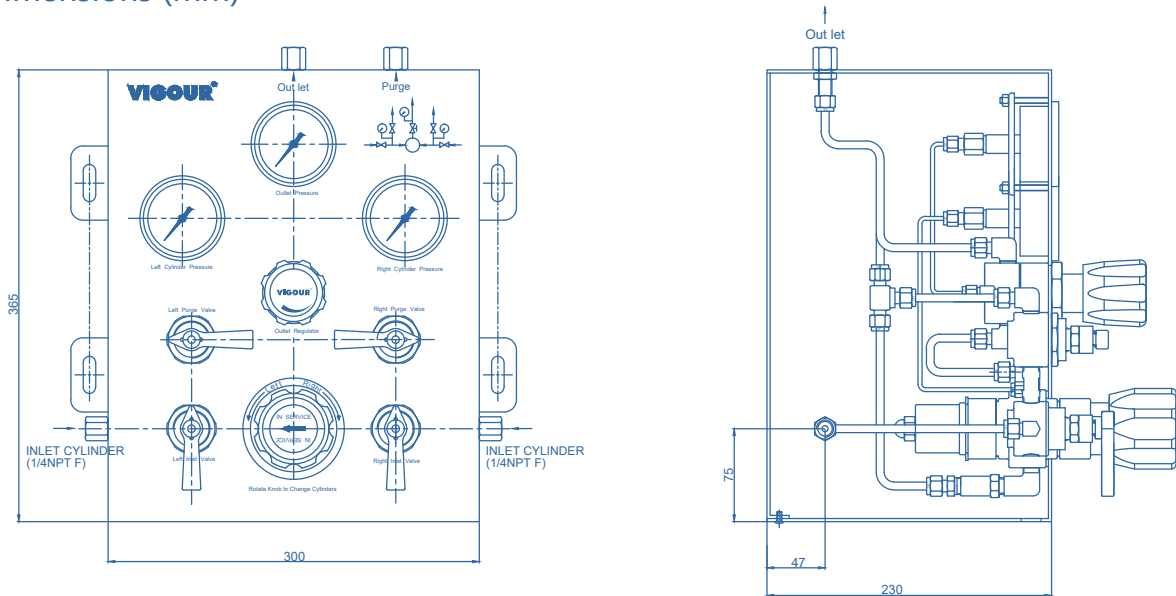 Dimensions (mm)
VIGOUR
Out let
Purge
Outlet Pressure
Left Cylinder Pressure
Right Cylinder Pressure
VIGOUR
Left Purge Valve
Right Purge Valve
Outlet Regulator
Left Right
IN SERVICE
IN SERVICE
INLET CYLINDER
(1/4NPT F)
Left Inlet Valve
Right Inlet Valve
INLET CYLINDER
(1/4NPT F)
Rotate Knob to Change Cylinders
365
300
Out let
75
47
230